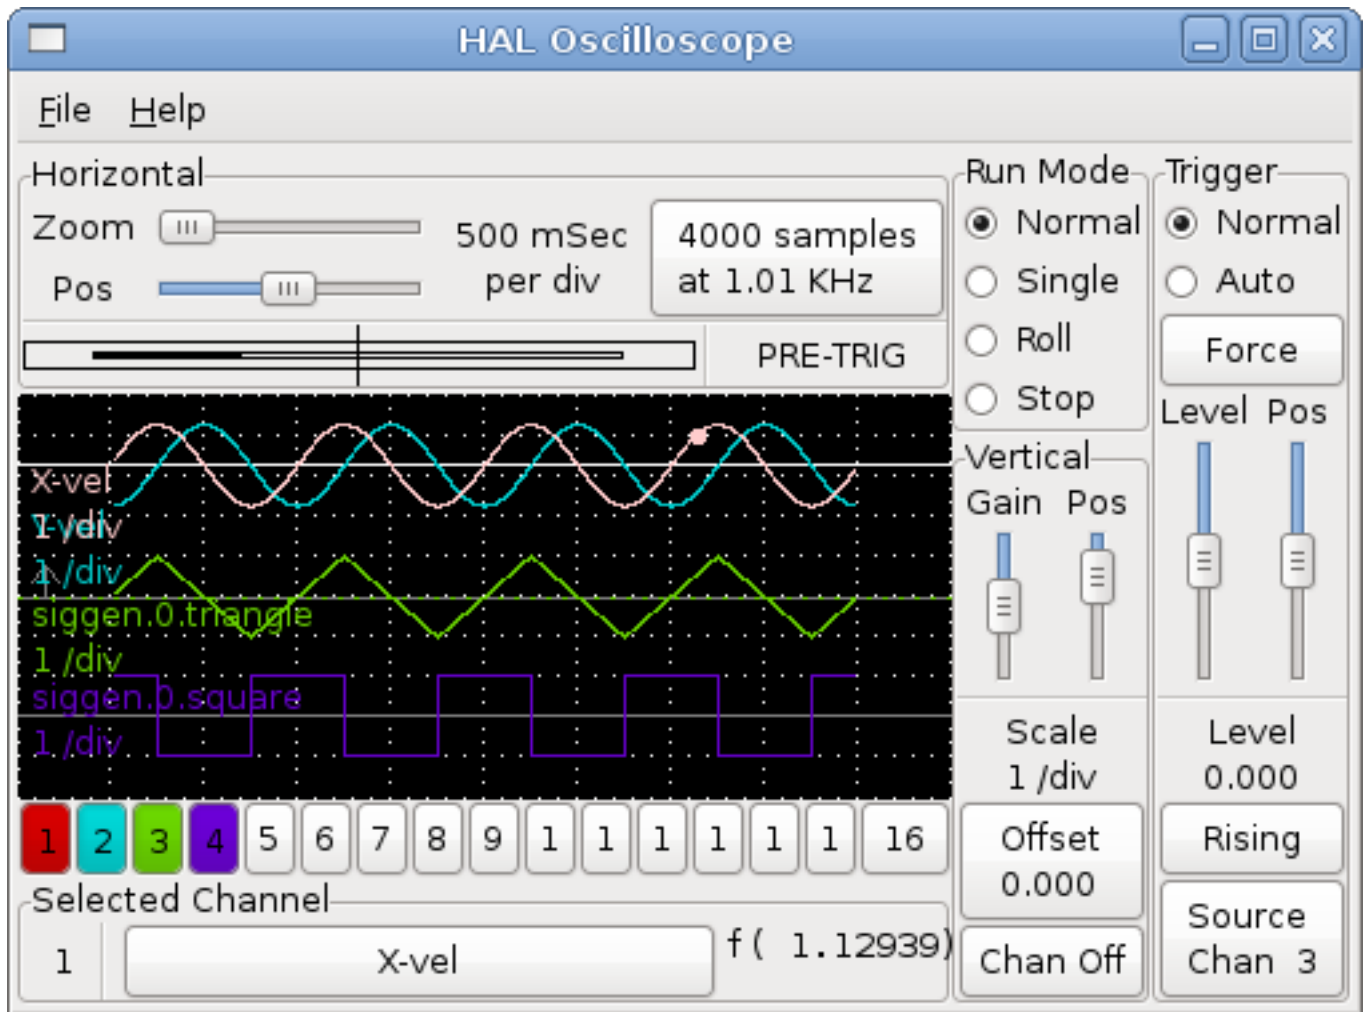 HAL Oscilloscope
File Help
Horizontal
Zoom
Pos
500 mSec
per div
4000 samples
at 1.01 KHz
PRE-TRIG
Run Mode
Normal
Single
Roll
Stop
Trigger
Normal
Auto
Force
Level Pos
X-vel
1 /div
Y-vel
1 /div
siggen.0.triangle
1 /div
siggen.0.square
1 /div
Vertical
Gain Pos
Scale
1 /div
Offset
0.000
Chan Off
Level
0.000
Rising
Source
Chan 3
1 2 3 4 5 6 7 8 9 1 1 1 1 1 1 16
Selected Channel
1 X-vel f( 1.12939)